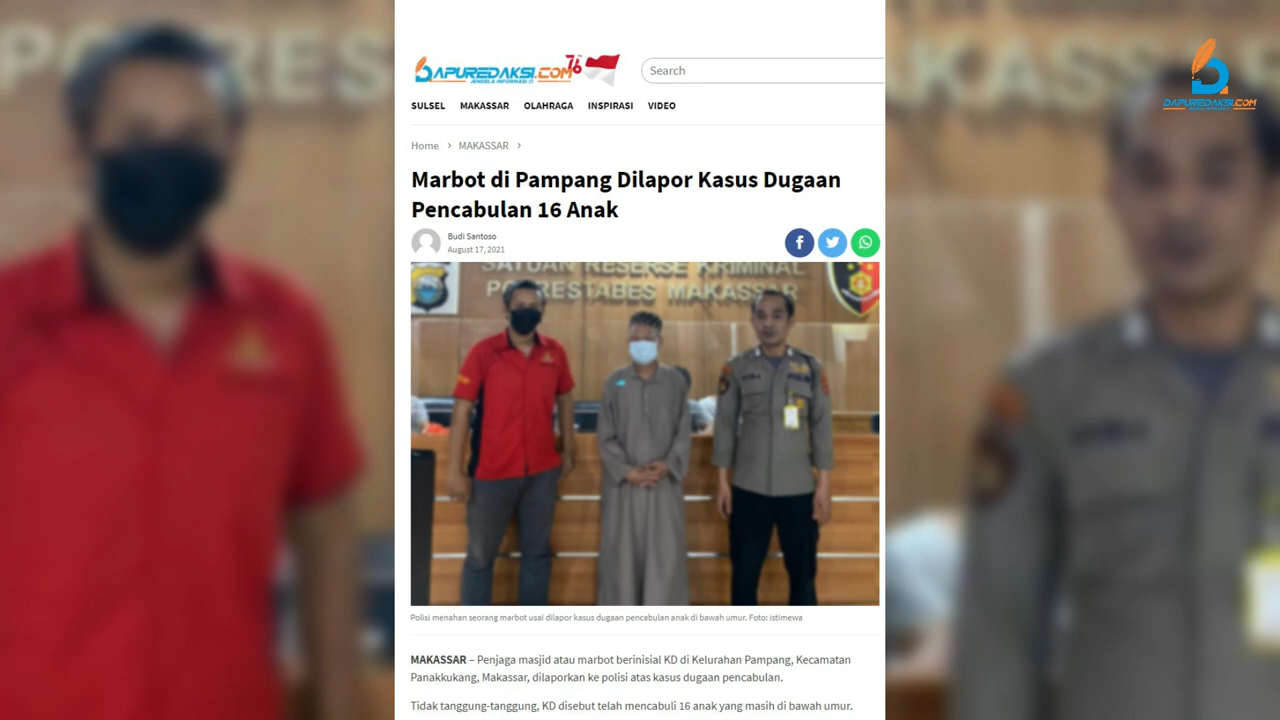 DAPUREDAKSI.COM 76
JENDELA INFORMASI
Search
DAPUREDAKSI.COM
SULSEL MAKASSAR OLAHRAGA INSPIRASI VIDEO
Home > MAKASSAR >
Marbot di Pampang Dilapor Kasus Dugaan
Pencabulan 16 Anak
Budi Santoso
August 17, 2021
SATUAN RESERSE KRIMINAL
POLRESTABES MAKASSAR
Polisi menahan seorang marbot usai dilapor kasus dugaan pencabulan anak di bawah umur. Foto: istimewa
MAKASSAR – Penjaga masjid atau marbot berinisial KD di Kelurahan Pampang, Kecamatan
Panakkukang, Makassar, dilaporkan ke polisi atas kasus dugaan pencabulan.
Tidak tanggung-tanggung, KD disebut telah mencabuli 16 anak yang masih di bawah umur.